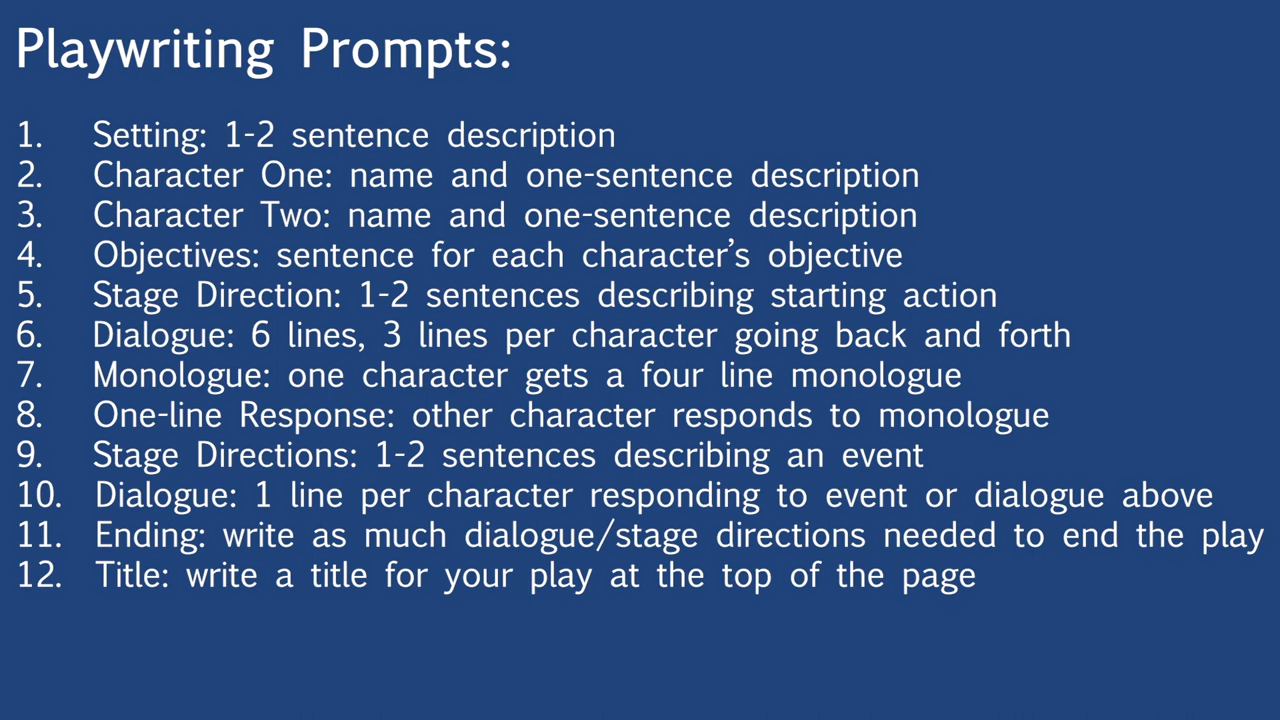 Playwriting Prompts:
1. Setting: 1-2 sentence description
2. Character One: name and one-sentence description
3. Character Two: name and one-sentence description
4. Objectives: sentence for each character’s objective
5. Stage Direction: 1-2 sentences describing starting action
6. Dialogue: 6 lines, 3 lines per character going back and forth
7. Monologue: one character gets a four line monologue
8. One-line Response: other character responds to monologue
9. Stage Directions: 1-2 sentences describing an event
10. Dialogue: 1 line per character responding to event or dialogue above
11. Ending: write as much dialogue/stage directions needed to end the play
12. Title: write a title for your play at the top of the page